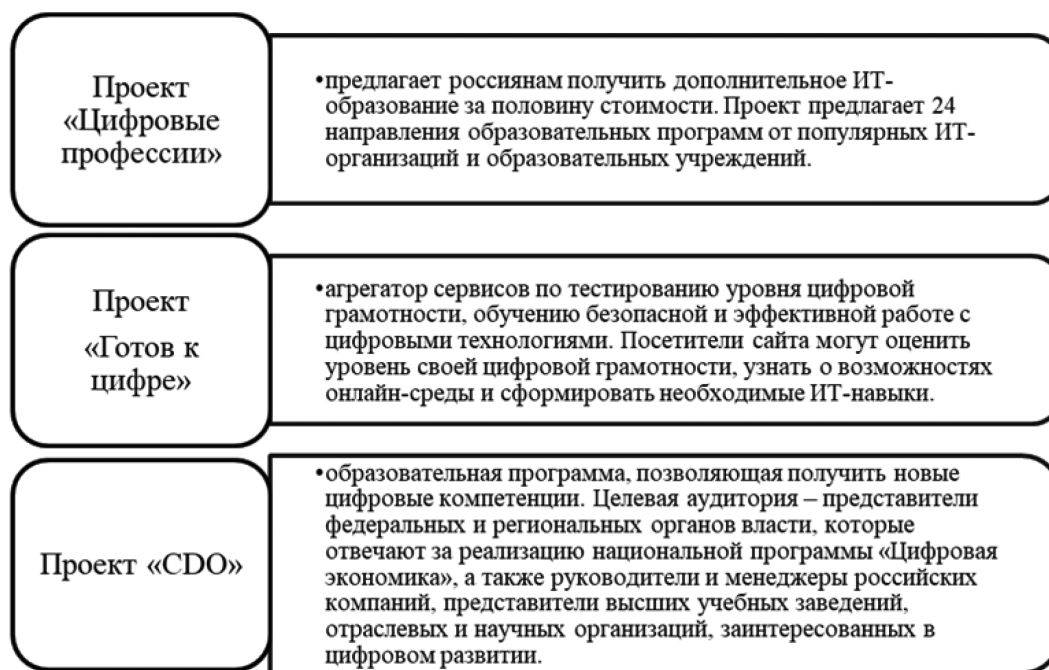 Проект
«Цифровые
профессии»
•предлагает россиянам получить дополнительное ИТ-
образование за половину стоимости. Проект предлагает 24
направления образовательных программ от популярных ИТ-
организаций и образовательных учреждений.
Проект
«Готов к
цифре»
•агрегатор сервисов по тестированию уровня цифровой
грамотности, обучению безопасной и эффективной работе с
цифровыми технологиями. Посетители сайта могут оценить
уровень своей цифровой грамотности, узнать о возможностях
онлайн-среды и сформировать необходимые ИТ-навыки.
Проект «CDO»
•образовательная программа, позволяющая получить новые
цифровые компетенции. Целевая аудитория – представители
федеральных и региональных органов власти, которые
отвечают за реализацию национальной программы «Цифровая
экономика», а также руководители и менеджеры российских
компаний, представители высших учебных заведений,
отраслевых и научных организаций, заинтересованных в
цифровом развитии.